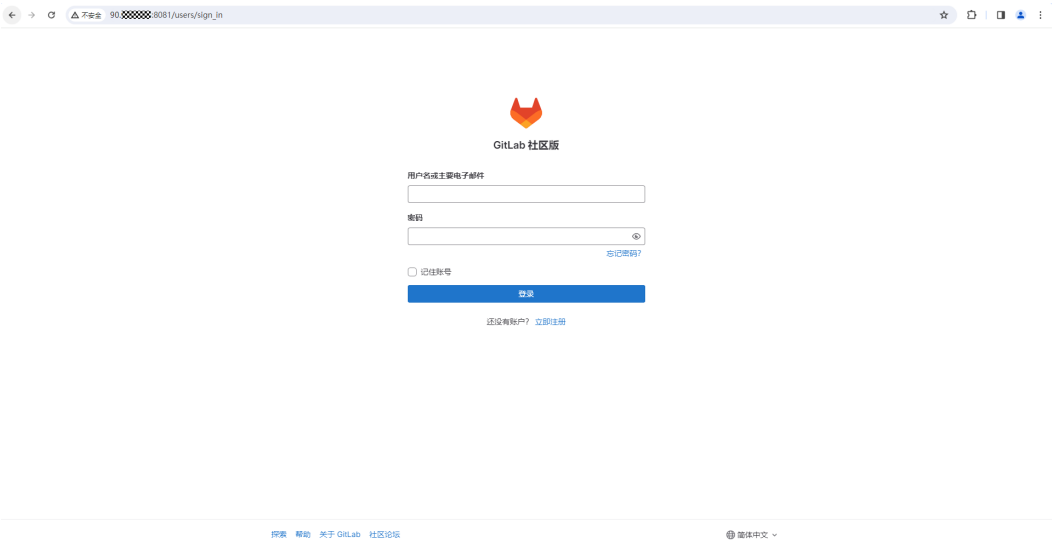 不安全 90. :8081/users/sign_in
GitLab 社区版
用户名或主要电子邮件
密码
忘记密码?
记住账号
登录
还没有账户? 立即注册
探索 帮助 关于 GitLab 社区论坛 简体中文